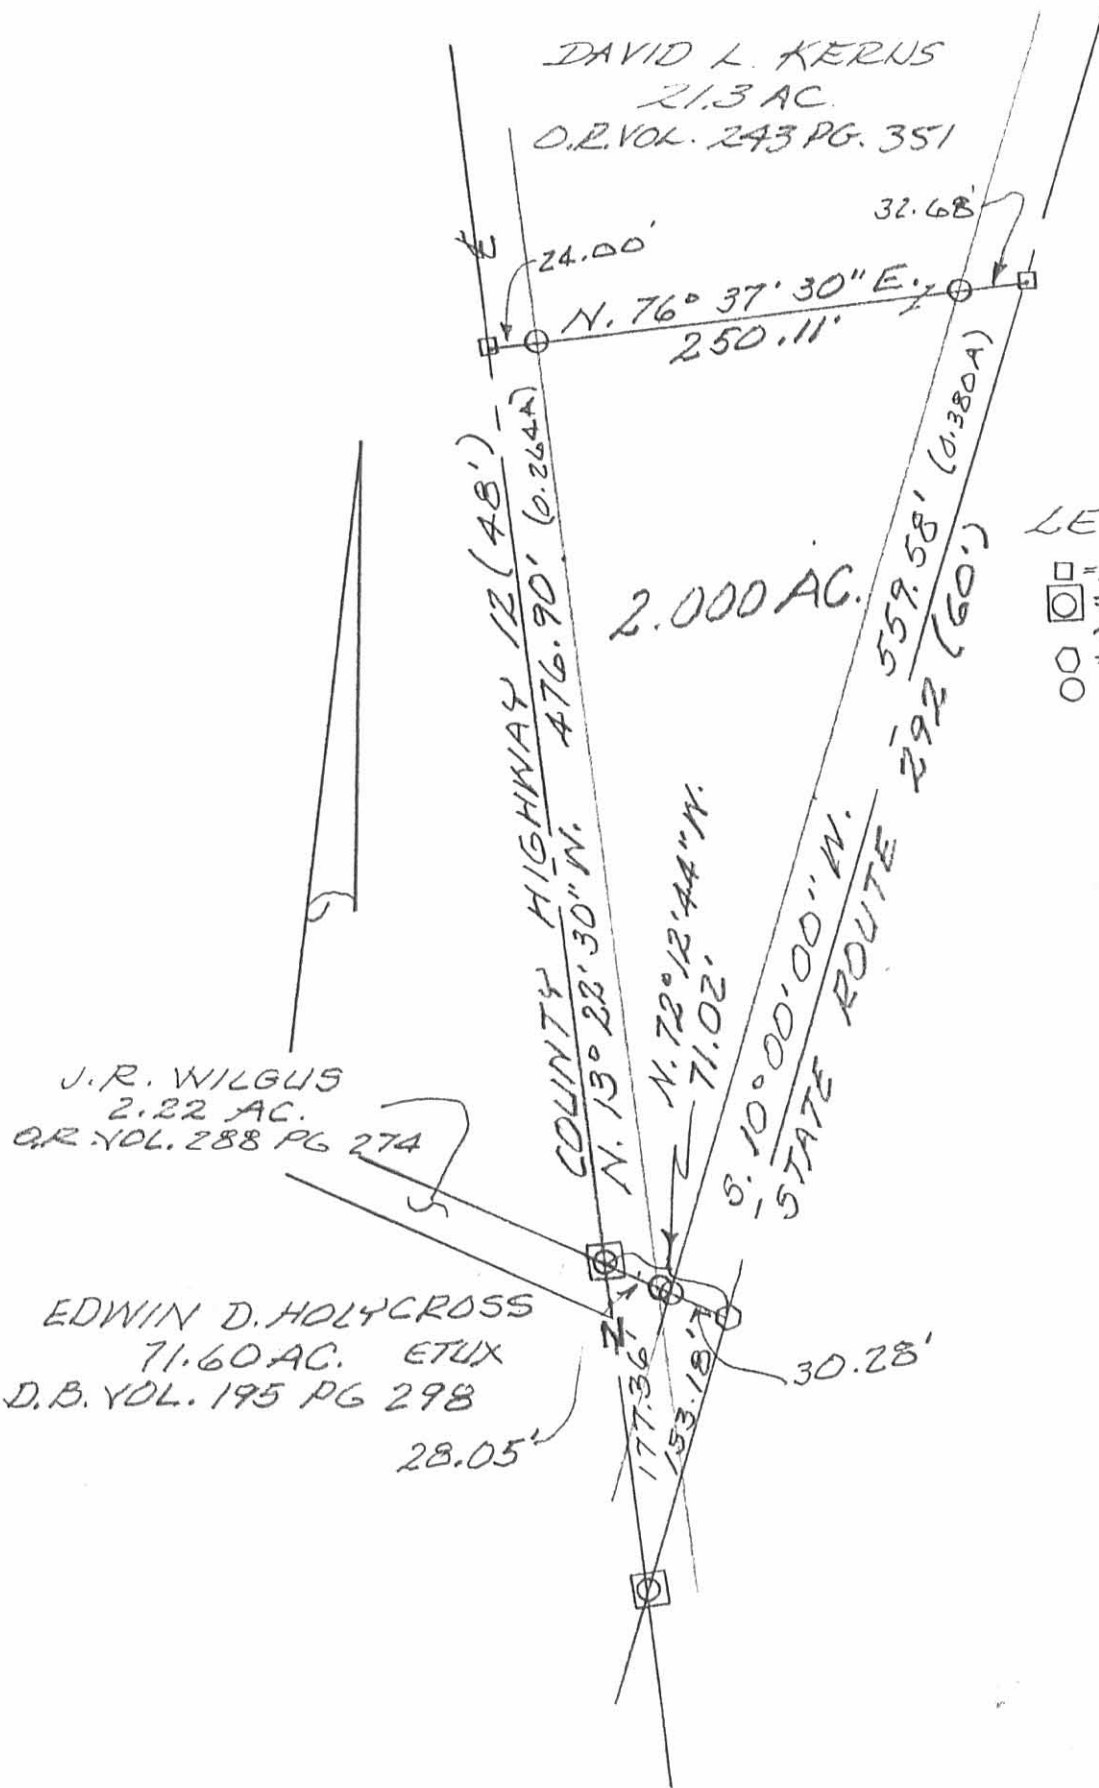 DAVID L. KERNS
21.3 AC.
O.R. VOL. 243 PG. 351
32.68'
24.00'
N. 76° 37' 30" E.
250.11'
COUNTY HIGHWAY 12 (48')
N. 13° 22' 30" W. 476.90' (0.264A)
2.000 AC.
S. 10° 00' 00" W. 559.58' (0.380A)
STATE ROUTE 292 (60')
LE
□ =
N. 72° 12' 44" W.
71.02'
J. R. WILGUS
2.22 AC.
O.R. VOL. 288 PG 274
EDWIN D. HOLYCROSS
71.60 AC. ETUX
D.B. VOL. 195 PG 298
28.05'
177.36'
153.18'
30.28'